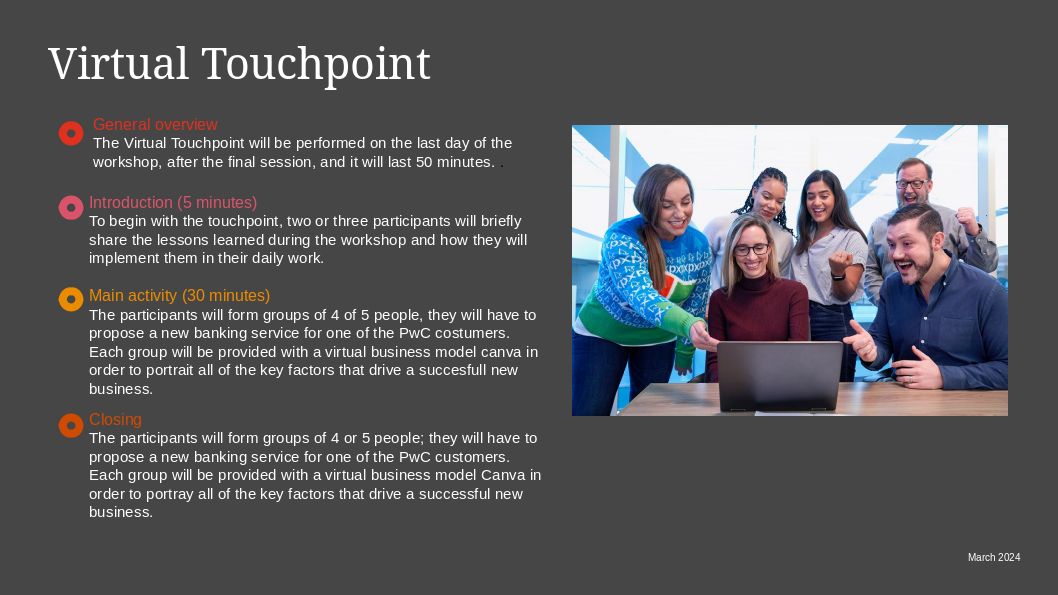 Virtual Touchpoint
General overview
The Virtual Touchpoint will be performed on the last day of the
workshop, after the final session, and it will last 50 minutes. .
Introduction (5 minutes)
To begin with the touchpoint, two or three participants will briefly
share the lessons learned during the workshop and how they will
implement them in their daily work.
Main activity (30 minutes)
The participants will form groups of 4 of 5 people, they will have to
propose a new banking service for one of the PwC costumers.
Each group will be provided with a virtual business model canva in
order to portrait all of the key factors that drive a succesfull new
business.
Closing
The participants will form groups of 4 or 5 people; they will have to
propose a new banking service for one of the PwC customers.
Each group will be provided with a virtual business model Canva in
order to portray all of the key factors that drive a successful new
business.
March 2024